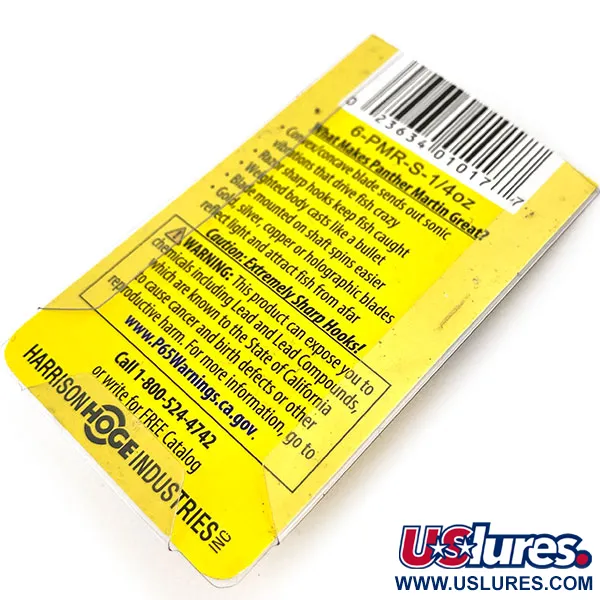 0 23634 01017 7
6-PMR-S-1/4oz
What Makes Panther Martin Great?
• Convex/concave blade sends out sonic
vibrations that drive fish crazy
• Razor sharp hooks keep fish caught
• Weighted body casts like a bullet
• Blade mounted on shaft spins easier
• Gold, silver, copper or holographic blades
reflect light and attract fish from afar
Caution: Extremely Sharp Hooks!
WARNING: This product can expose you to
chemicals including Lead and Lead Compounds,
which are known to the State of California
to cause cancer and birth defects or other
reproductive harm. For more information, go to
www.P65Warnings.ca.gov.
Call 1-800-524-4742
or write for FREE Catalog
HARRISON HOGE INDUSTRIES INC
USlures.
WWW.USLURES.COM